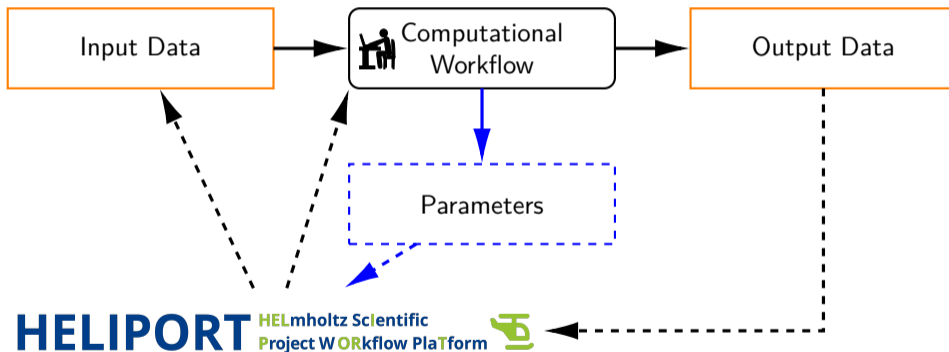 Input Data
Computational
Workflow
Output Data
Parameters
HELIPORT
HELmholtz ScIentific
Project WORkflow PlaTform